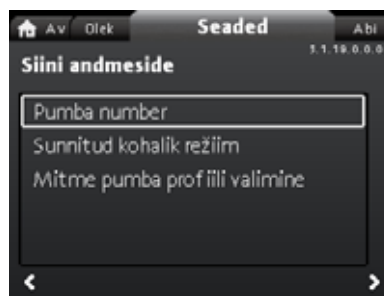 Av Olek Seaded Abi
3.1.19.0.0.0
Siini andmeside
Pumba number
Sunnitud kohalik režiim
Mitme pumba profiili valimine